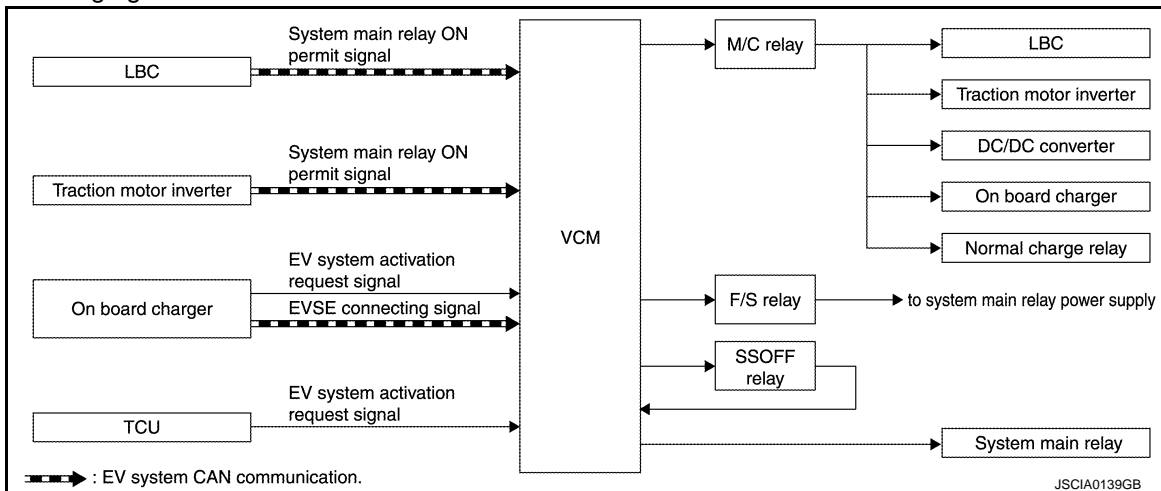 System main relay ON
permit signal
LBC
System main relay ON
permit signal
Traction motor inverter
EV system activation
request signal
EVSE connecting signal
On board charger
EV system activation
request signal
TCU
: EV system CAN communication.
VCM
M/C relay
F/S relay
SSOFF
relay
LBC
Traction motor inverter
DC/DC converter
On board charger
Normal charge relay
to system main relay power supply
System main relay
JSCIA0139GB